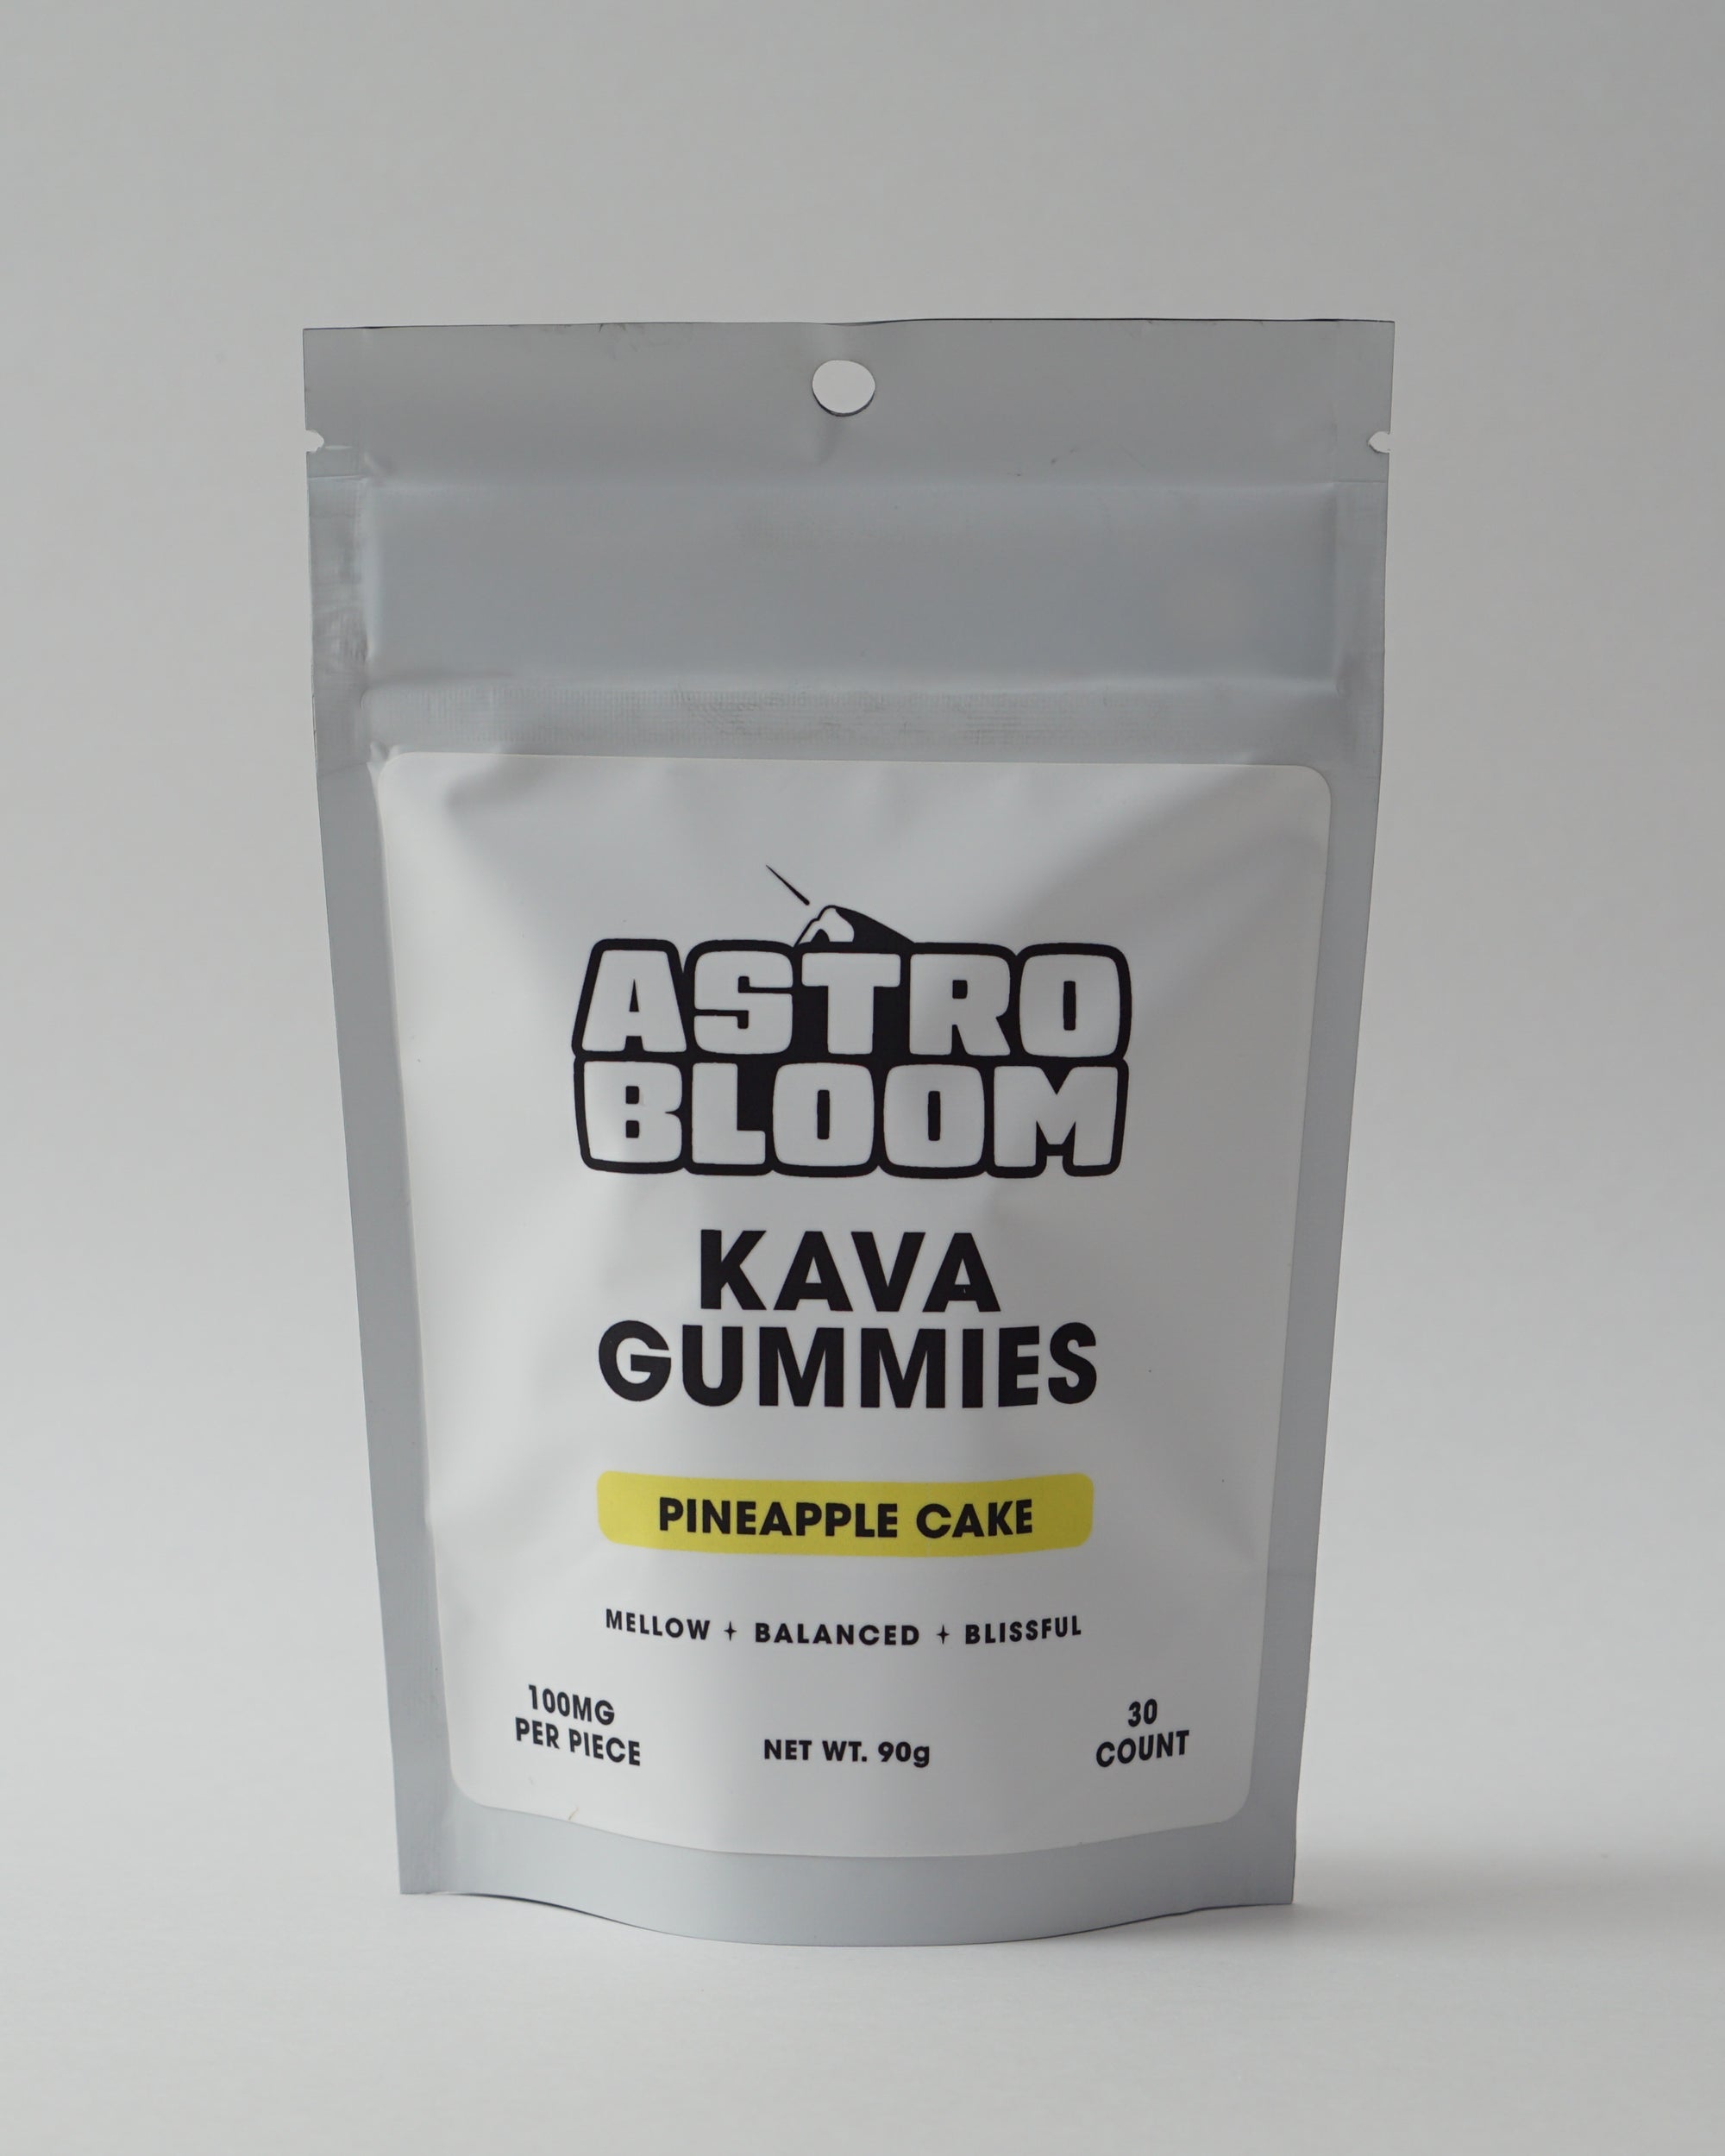 ASTRO
BLOOM
KAVA
GUMMIES
PINEAPPLE CAKE
MELLOW + BALANCED + BLISSFUL
100MG
PER PIECE
NET WT. 90g
30
COUNT